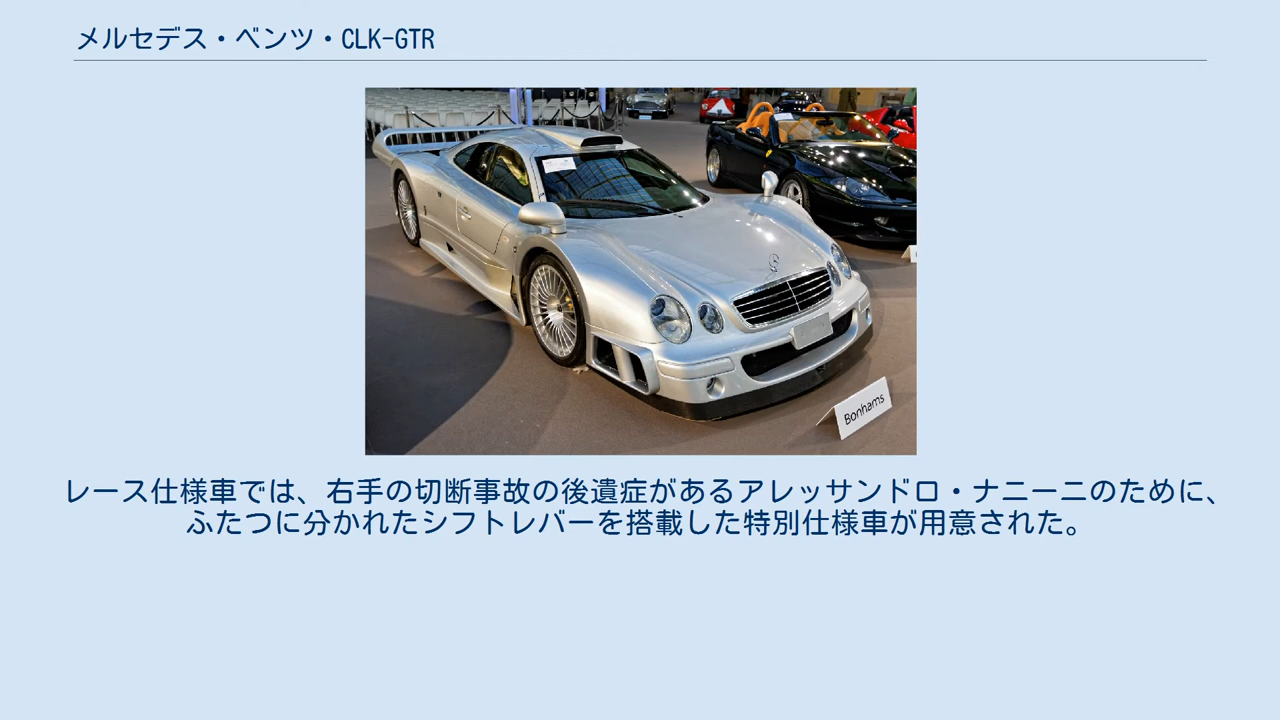 メルセデス・ベンツ・CLK-GTR
Bonhams
レース仕様車では、右手の切断事故の後遺症があるアレッサンドロ・ナニーニのために、
ふたつに分かれたシフトレバーを搭載した特別仕様車が用意された。